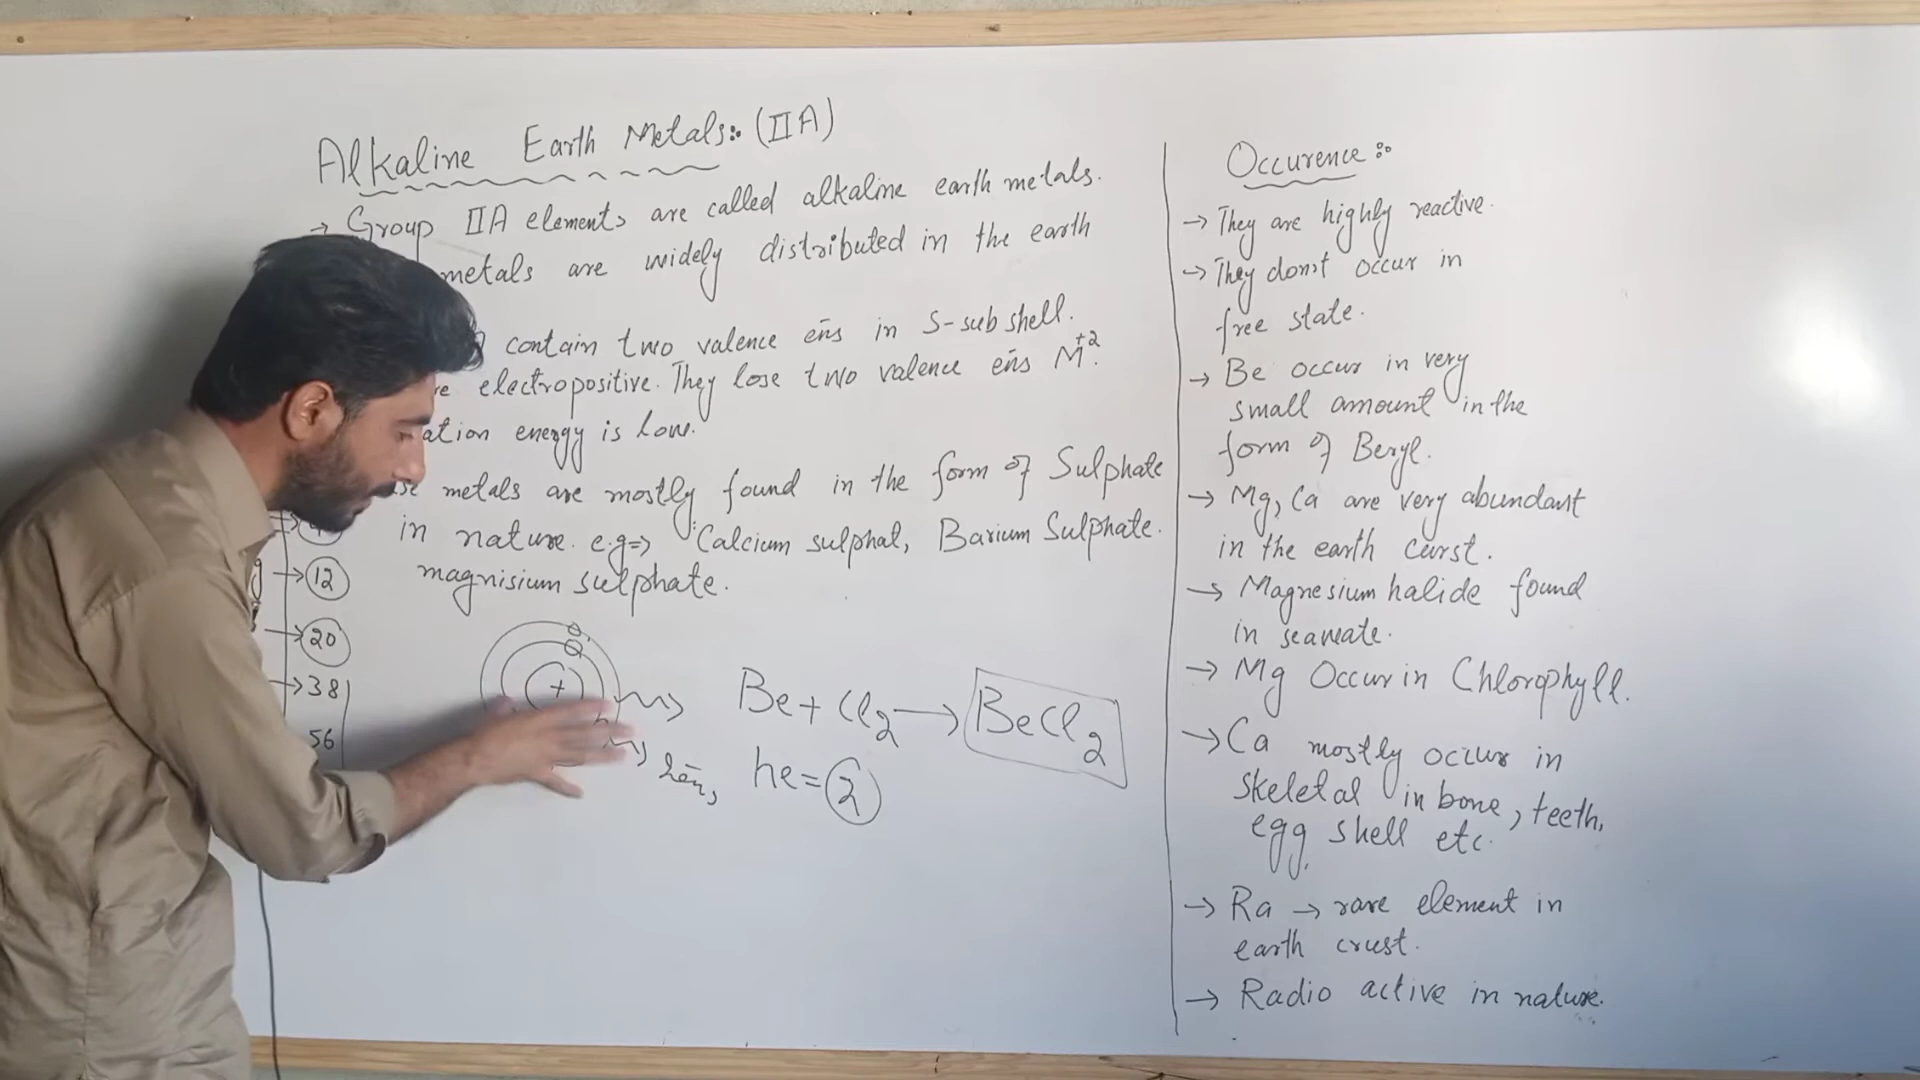 Alkaline Earth Metals:- (IIA)
→ Group IIA elements are called alkaline earth metals.
metals are widely distributed in the earth
contain two valence ēns in S-subshell.
electropositive. They lose two valence ēns M+2.
ation energy is low.
metals are mostly found in the form of Sulphate
in nature. e.g => Calcium sulphat, Barium Sulphate.
magnisium sulphate.
→ 12
→ 20
→ 38
56
+
Be + Cl2 → BeCl2
he = 2
Occurence :-
→ They are highly reactive.
→ They don't occur in
free state.
→ Be occur in very
small amount in the
form of Beryl.
→ Mg, Ca are very abundant
in the earth curst.
→ Magnesium halide found
in seawate.
→ Mg Occur in Chlorophyll.
→ Ca mostly occur in
skeletal in bone, teeth,
egg shell etc.
→ Ra → rare element in
earth crust.
→ Radio active in nature.